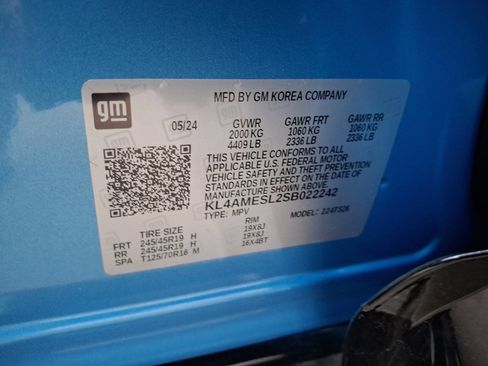 gm
MFD BY GM KOREA COMPANY
05/24 GVWR GAWR FRT GAWR RR
2000 KG 1060 KG 1060 KG
4409 LB 2336 LB 2336 LB
THIS VEHICLE CONFORMS TO ALL
APPLICABLE U.S. FEDERAL MOTOR
VEHICLE SAFETY AND THEFT PREVENTION
STANDARDS IN EFFECT ON THE DATE OF
MANUFACTURE SHOWN ABOVE.
KL4AMESL2SB022242
TYPE: MPV MODEL: 2Z4TS26
TIRE SIZE RIM
FRT 245/45R19 H 19X8J
RR 245/45R19 H 19X8J
SPA T125/70R16 M 16X4BT